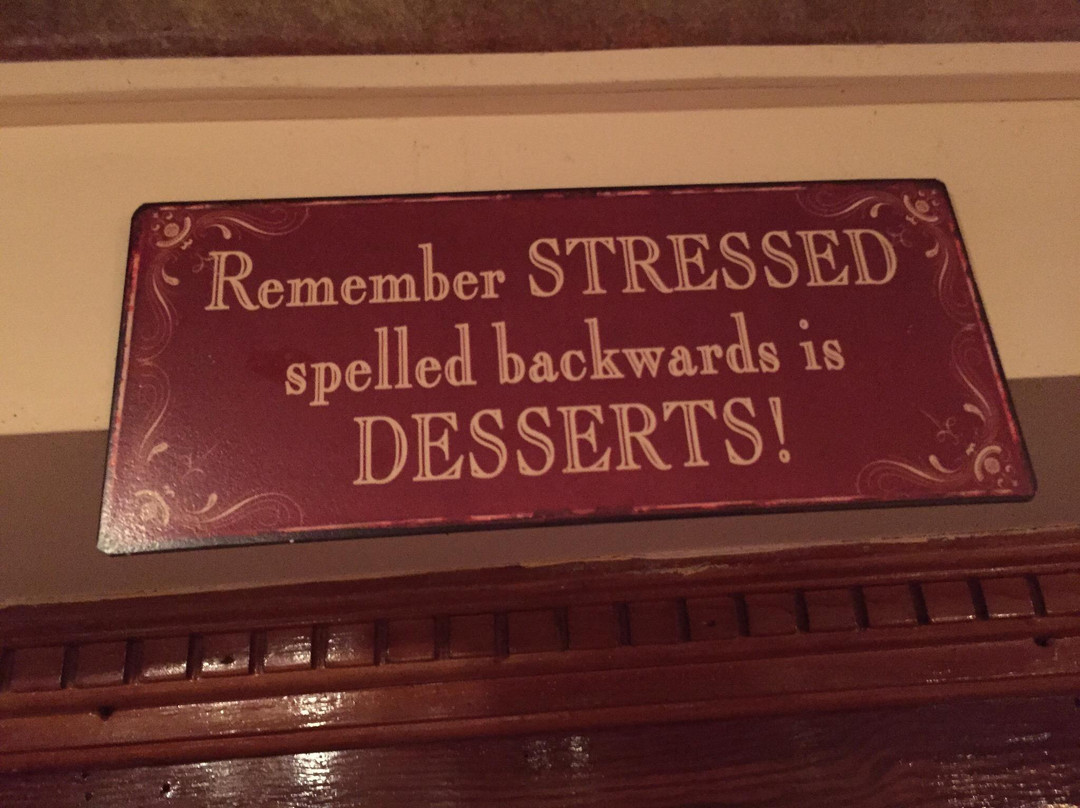 Remember STRESSED
spelled backwards is
DESSERTS!